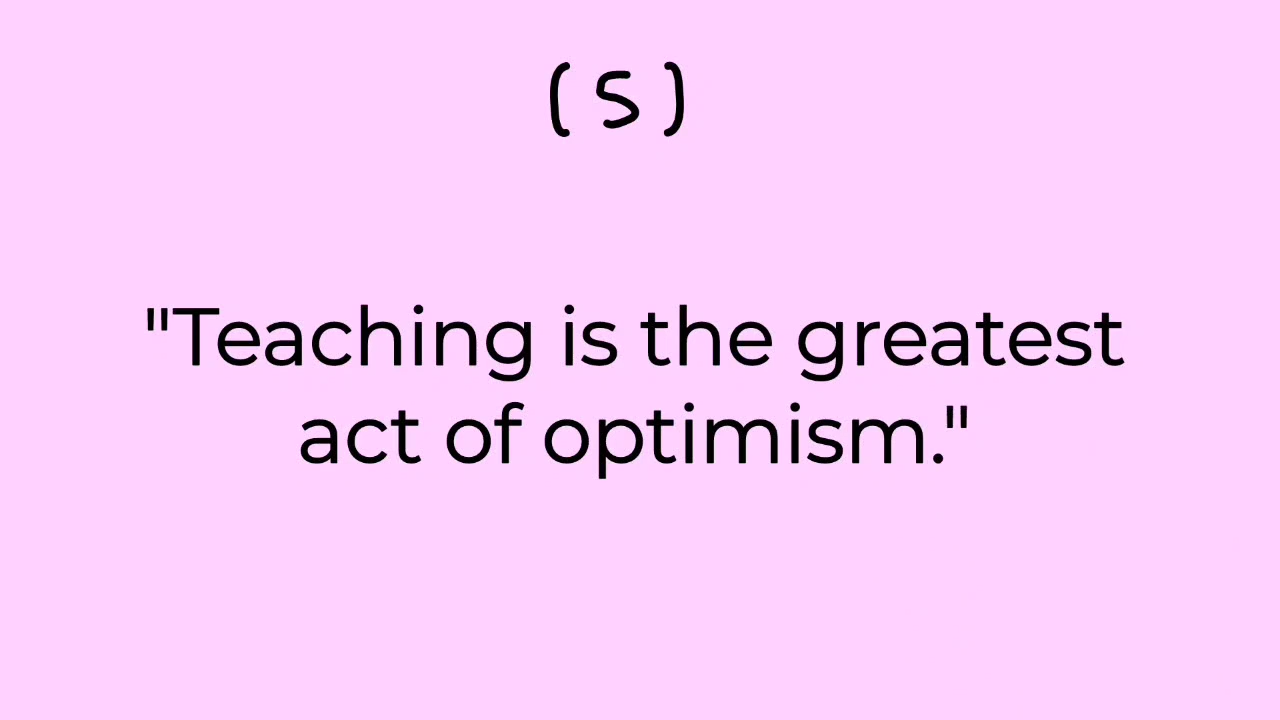 (5)
"Teaching is the greatest
act of optimism."